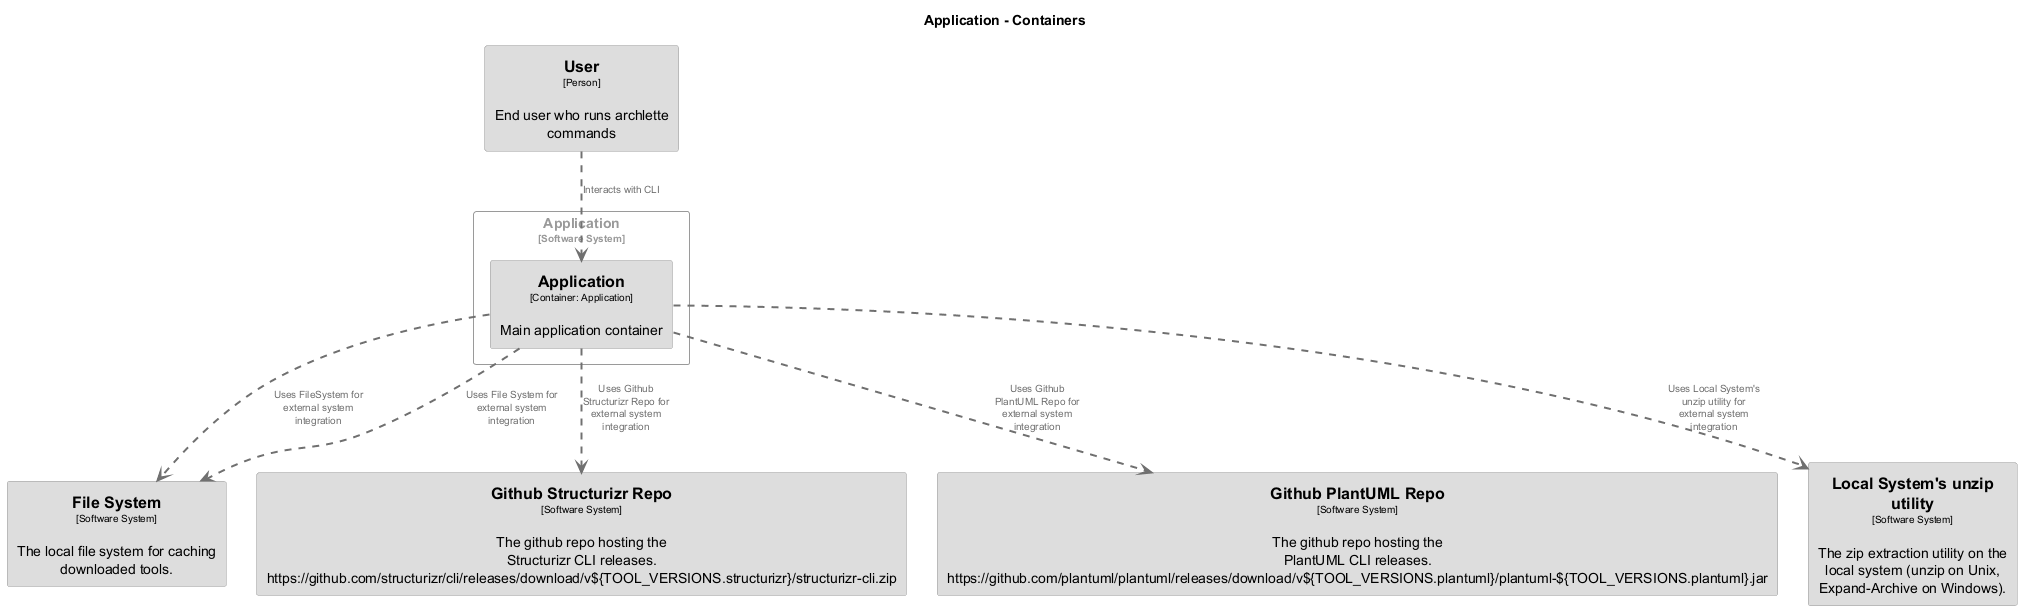 Application - Containers
User
[Person]
End user who runs archlette
commands
Interacts with CLI
Application
[Software System]
Application
[Container: Application]
Main application container
Uses FileSystem for
external system
integration
Uses File System for
external system
integration
Uses Github
Structurizr Repo for
external system
integration
Uses Github
PlantUML Repo for
external system
integration
Uses Local System's
unzip utility for
external system
integration
File System
[Software System]
The local file system for caching
downloaded tools.
Github Structurizr Repo
[Software System]
The github repo hosting the
Structurizr CLI releases.
https://github.com/structurizr/cli/releases/download/v${TOOL_VERSIONS.structurizr}/structurizr-cli.zip
Github PlantUML Repo
[Software System]
The github repo hosting the
PlantUML CLI releases.
https://github.com/plantuml/plantuml/releases/download/v${TOOL_VERSIONS.plantuml}/plantuml-${TOOL_VERSIONS.plantuml}.jar
Local System's unzip
utility
[Software System]
The zip extraction utility on the
local system (unzip on Unix,
Expand-Archive on Windows).